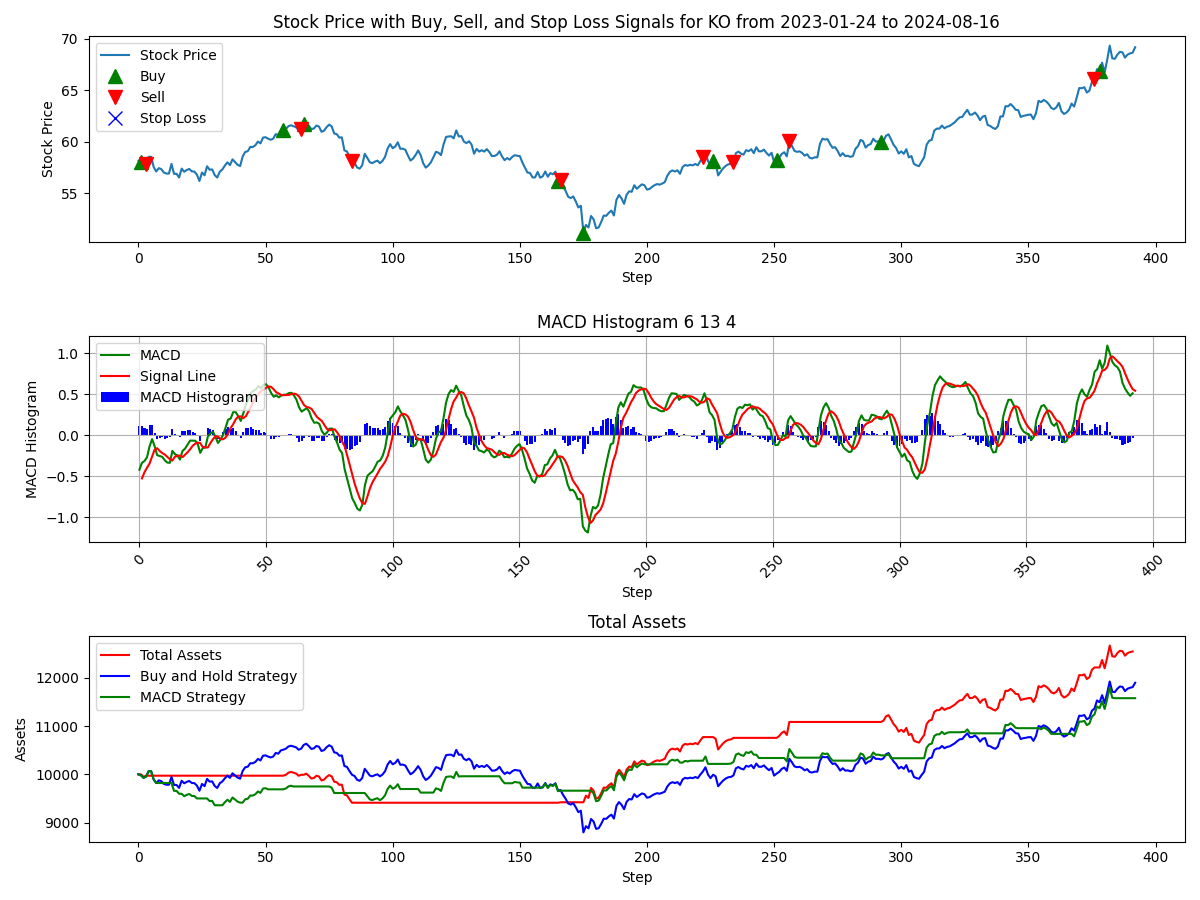 Stock Price with Buy, Sell, and Stop Loss Signals for KO from 2023-01-24 to 2024-08-16
70
65
60
55
Stock Price
Stock Price
Buy
Sell
Stop Loss
0 50 100 150 200 250 300 350 400
Step
MACD Histogram 6 13 4
1.0
0.5
0.0
−0.5
−1.0
MACD Histogram
MACD
Signal Line
MACD Histogram
0 50 100 150 200 250 300 350 400
Step
Total Assets
12000
11000
10000
9000
Assets
Total Assets
Buy and Hold Strategy
MACD Strategy
0 50 100 150 200 250 300 350 400
Step